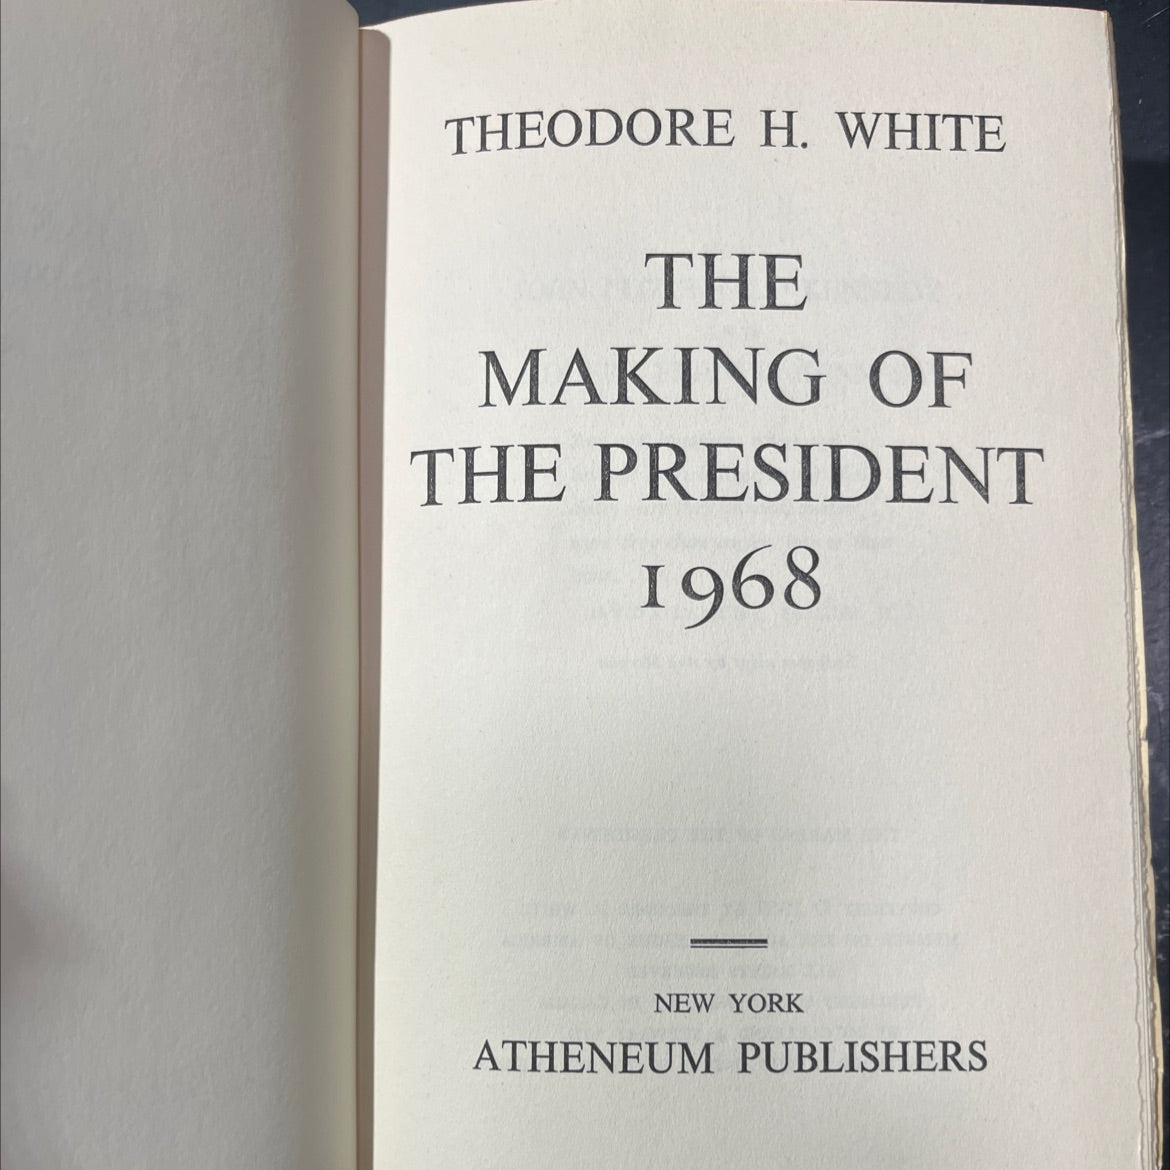 THEODORE H. WHITE
THE
MAKING OF
THE PRESIDENT
1968
NEW YORK
ATHENEUM PUBLISHERS